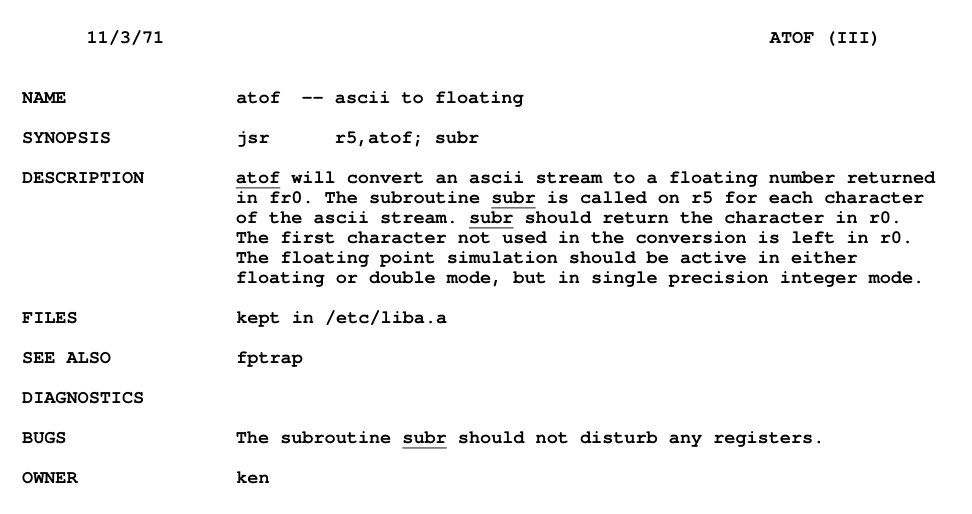 11/3/71 ATOF (III)
NAME atof -- ascii to floating
SYNOPSIS jsr r5,atof; subr
DESCRIPTION atof will convert an ascii stream to a floating number returned
in fr0. The subroutine subr is called on r5 for each character
of the ascii stream. subr should return the character in r0.
The first character not used in the conversion is left in r0.
The floating point simulation should be active in either
floating or double mode, but in single precision integer mode.
FILES kept in /etc/liba.a
SEE ALSO fptrap
DIAGNOSTICS
BUGS The subroutine subr should not disturb any registers.
OWNER ken